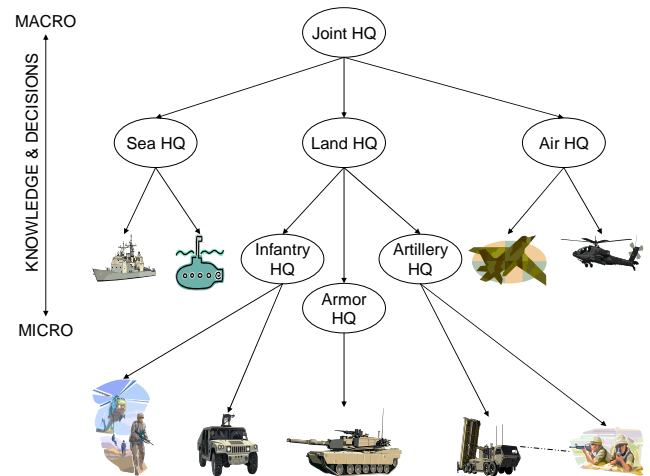 MACRO
Joint HQ
KNOWLEDGE & DECISIONS
Sea HQ
Land HQ
Air HQ
Infantry
HQ
Artillery
HQ
Armor
HQ
MICRO